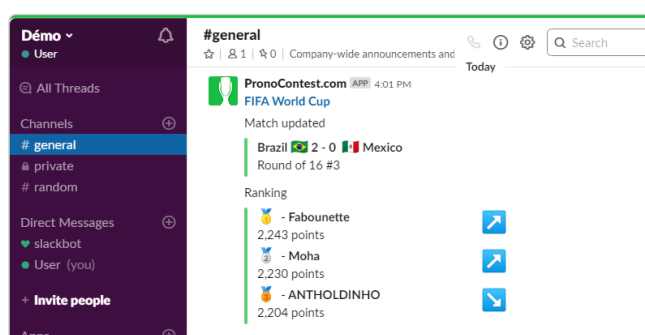 Démo
User
All Threads
Channels
# general
private
# random
Direct Messages
slackbot
User (you)
+ Invite people
#general
1 | 0 | Company-wide announcements and
Search
Today
PronoContest.com APP 4:01 PM
FIFA World Cup
Match updated
Brazil 2 - 0 Mexico
Round of 16 #3
Ranking
- Fabounette
2,243 points
- Moha
2,230 points
- ANTHOLDINHO
2,204 points